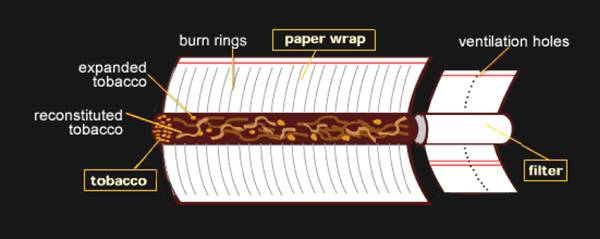 burn rings
paper wrap
ventilation holes
expanded
tobacco
reconstituted
tobacco
tobacco
filter